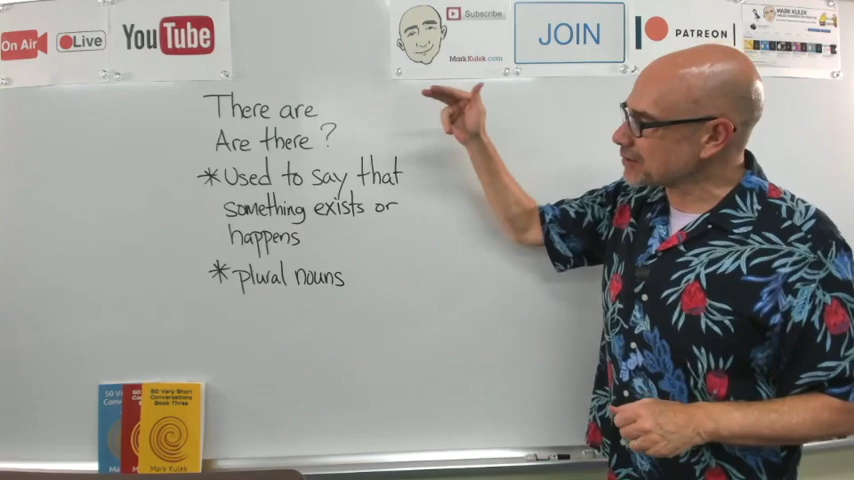 On Air
Live
YouTube
Subscribe
MarkKulek.com
JOIN
PATREON
MARK KULEK
There are
Are there?
*Used to say that
something exists or
happens
*plural nouns
50 Very Short
Conversations
Book Three
Mark Kulek